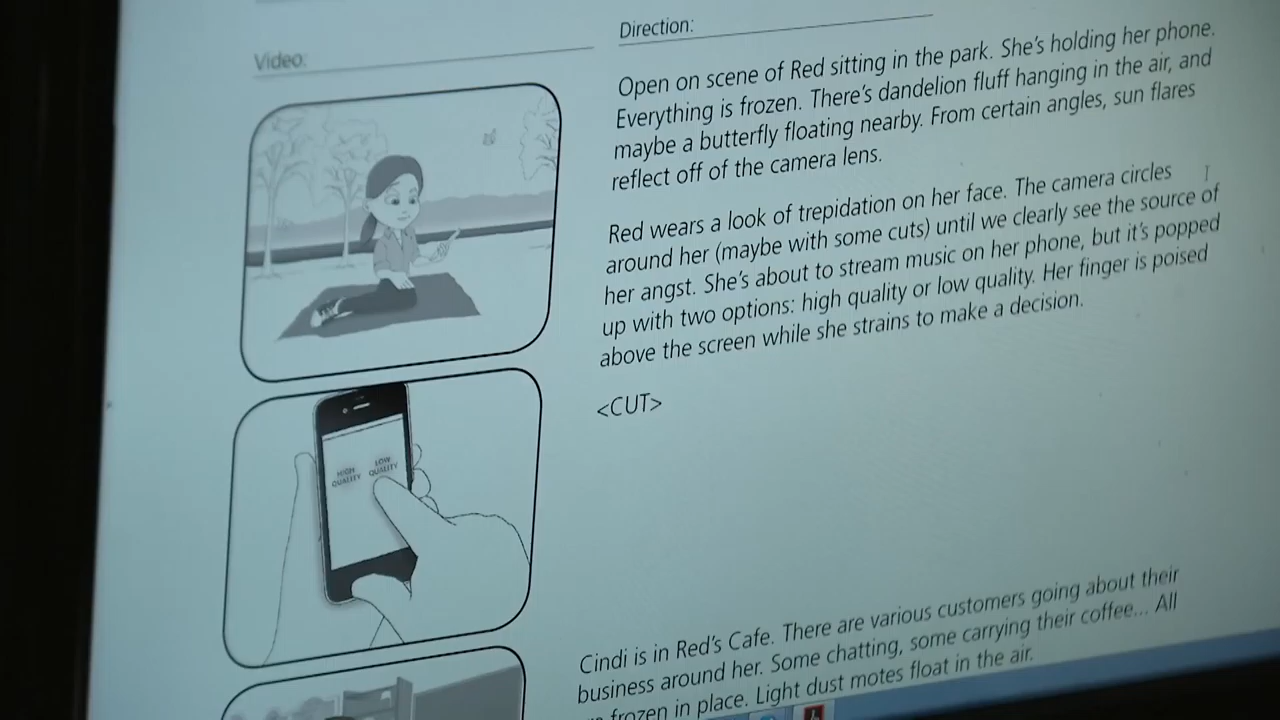 Video:
Direction:
Open on scene of Red sitting in the park. She's holding her phone.
Everything is frozen. There's dandelion fluff hanging in the air, and
maybe a butterfly floating nearby. From certain angles, sun flares
reflect off of the camera lens.
Red wears a look of trepidation on her face. The camera circles
around her (maybe with some cuts) until we clearly see the source of
her angst. She's about to stream music on her phone, but it's popped
up with two options: high quality or low quality. Her finger is poised
above the screen while she strains to make a decision.
<CUT>
HIGH
QUALITY
LOW
QUALITY
Cindi is in Red's Cafe. There are various customers going about their
business around her. Some chatting, some carrying their coffee... All
frozen in place. Light dust motes float in the air.